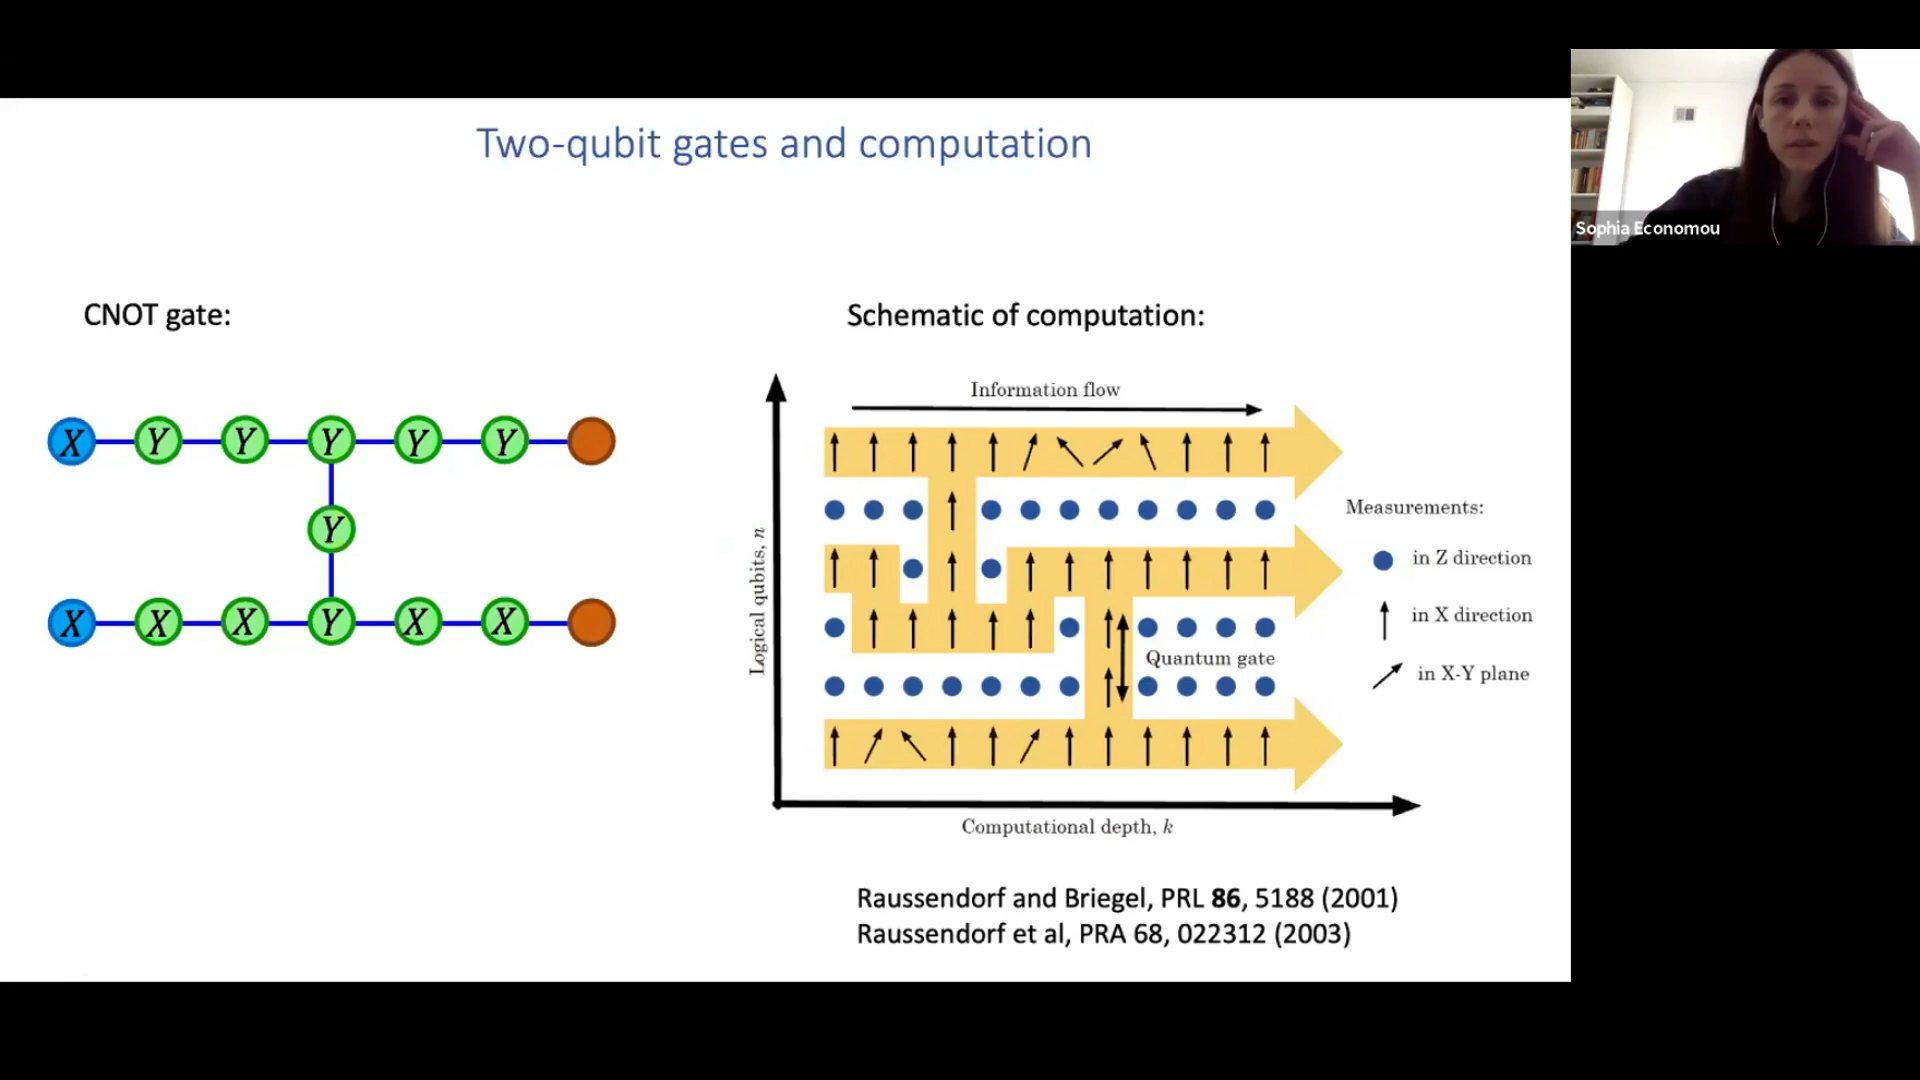 Two-qubit gates and computation
Sophia Economou
CNOT gate:
X Y Y Y Y Y
Y
X X X Y X X
Schematic of computation:
Information flow
Logical qubits, n
Quantum gate
Computational depth, k
Measurements:
in Z direction
in X direction
in X-Y plane
Raussendorf and Briegel, PRL 86, 5188 (2001)
Raussendorf et al, PRA 68, 022312 (2003)